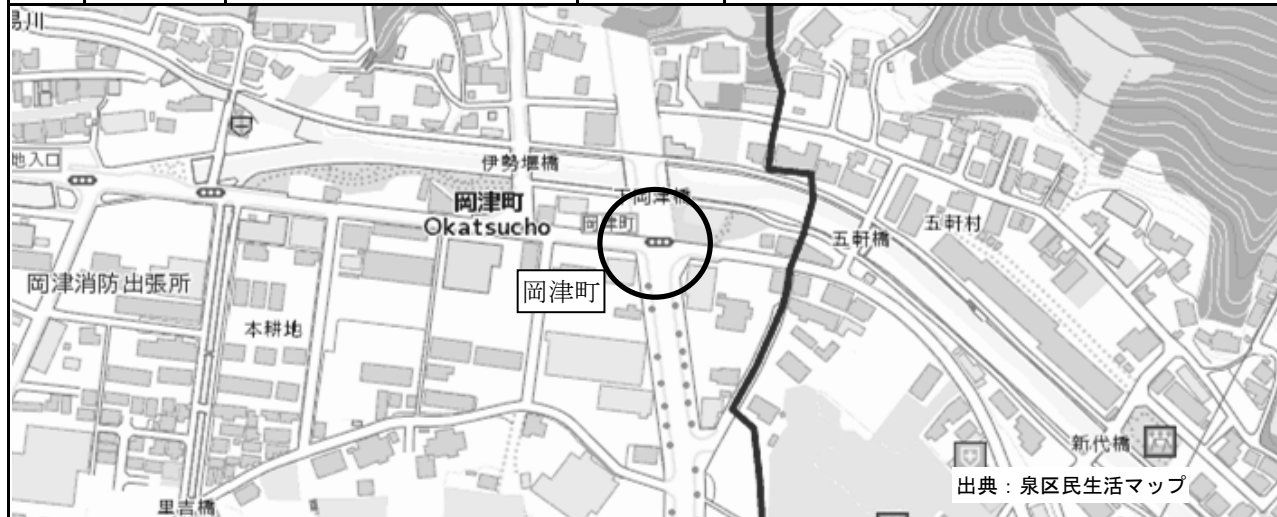 易川
地入口
伊勢堰橋
岡津町
Okatsucho
下岡津橋
岡津町
五軒橋
五軒村
岡津消防出張所
岡津町
本耕地
新代橋
里吉橋
出典：泉区民生活マップ